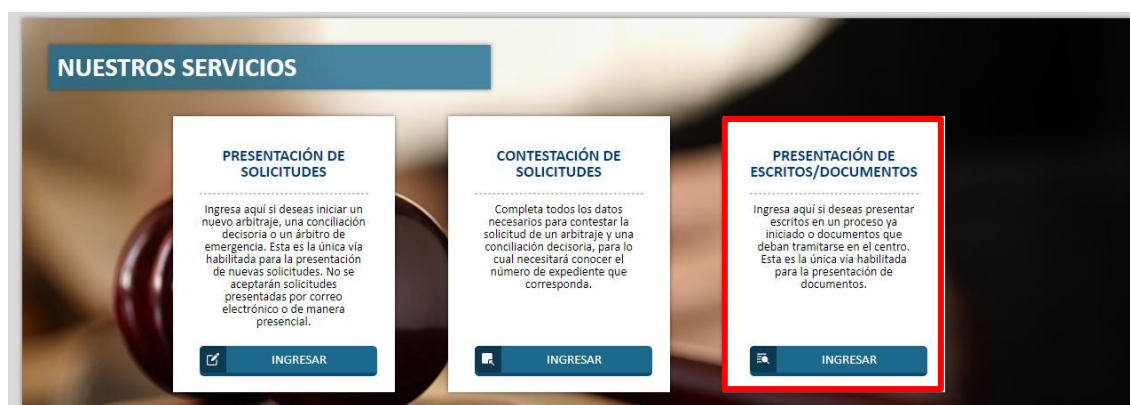 NUESTROS SERVICIOS
PRESENTACIÓN DE
SOLICITUDES
Ingresa aquí si deseas iniciar un
nuevo arbitraje, una conciliación
decisoria o un árbitro de
emergencia. Esta es la única vía
habilitada para la presentación
de nuevas solicitudes. No se
aceptarán solicitudes
presentadas por correo
electrónico o de manera
presencial.
INGRESAR
CONTESTACIÓN DE
SOLICITUDES
Completa todos los datos
necesarios para contestar la
solicitud de un arbitraje y una
conciliación decisoria, para lo
cual necesitará conocer el
número de expediente que
corresponda.
INGRESAR
PRESENTACIÓN DE
ESCRITOS/DOCUMENTOS
Ingresa aquí si deseas presentar
escritos en un proceso ya
iniciado o documentos que
deban tramitarse en el centro.
Esta es la única vía habilitada
para la presentación de
documentos.
INGRESAR